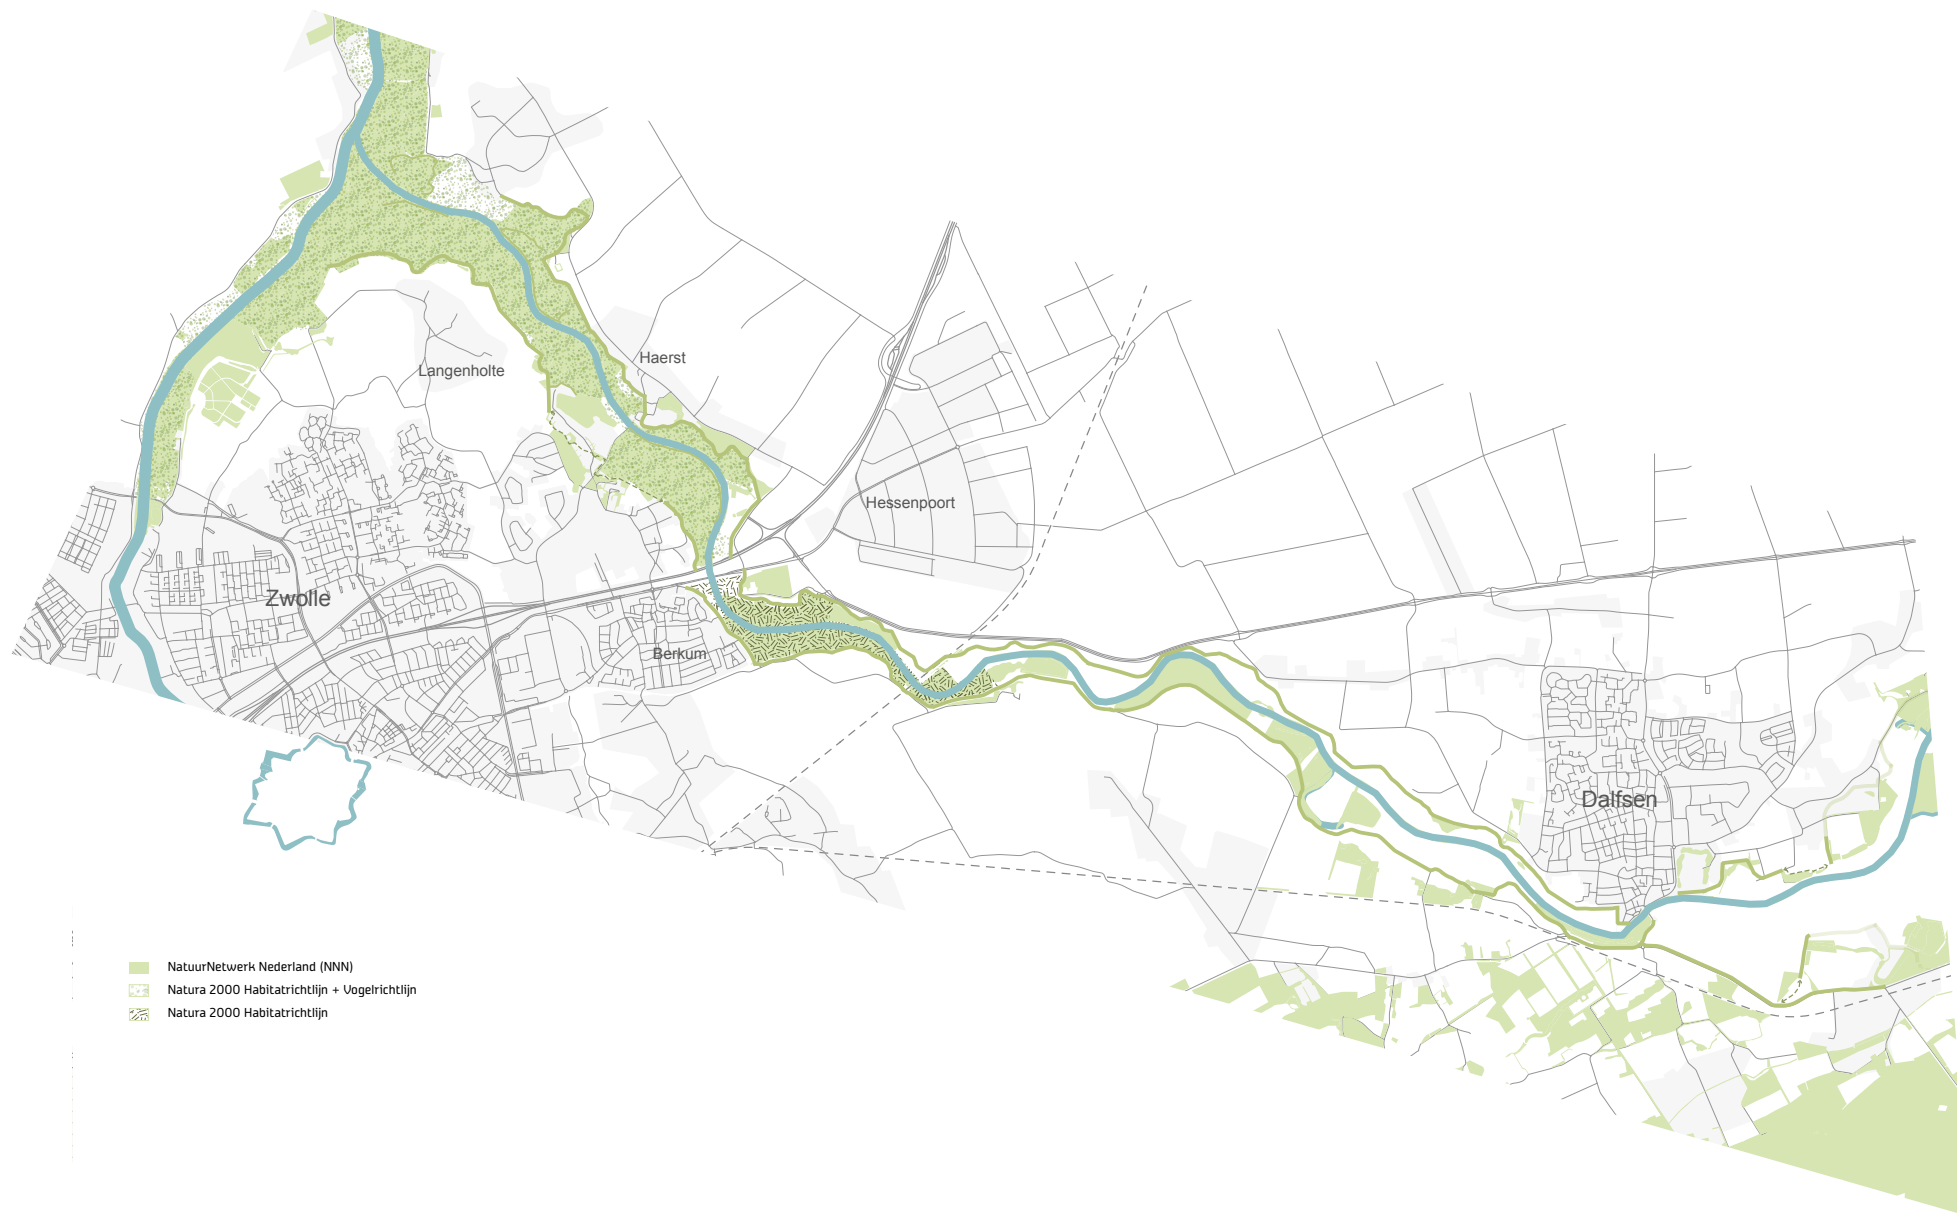 Haerst
Langenholte
Hessenpoort
Zwolle
Berkum
Dalfsen
NatuurNetwerk Nederland (NNN)
Natura 2000 Habitatrichtlijn + Vogelrichtlijn
Natura 2000 Habitatrichtlijn